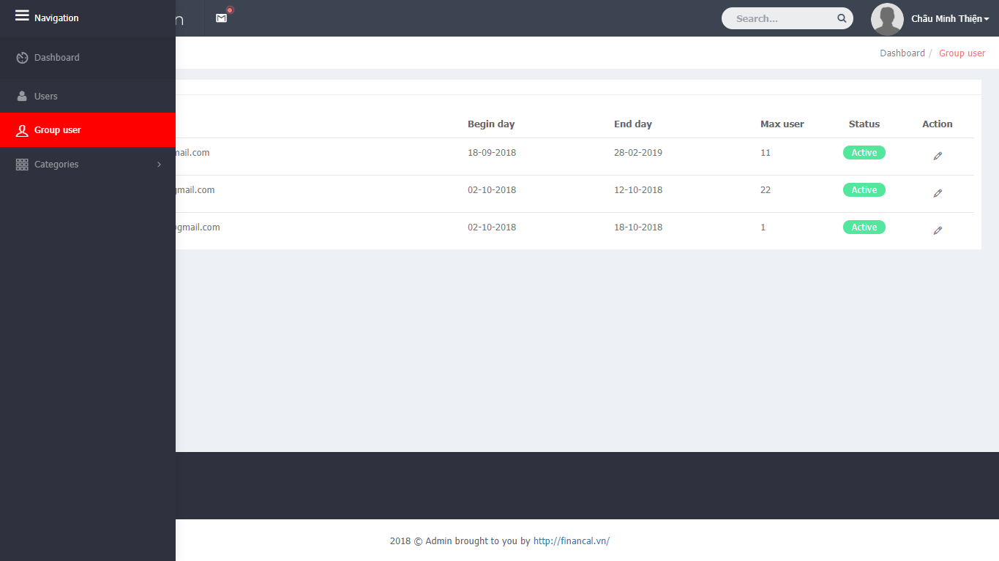 Navigation
Search...
Châu Minh Thiện
Dashboard / Group user
Dashboard
Users
Group user
Categories
Begin day End day Max user Status Action
mail.com 18-09-2018 28-02-2019 11 Active
gmail.com 02-10-2018 12-10-2018 22 Active
@gmail.com 02-10-2018 18-10-2018 1 Active
2018 © Admin brought to you by http://financal.vn/